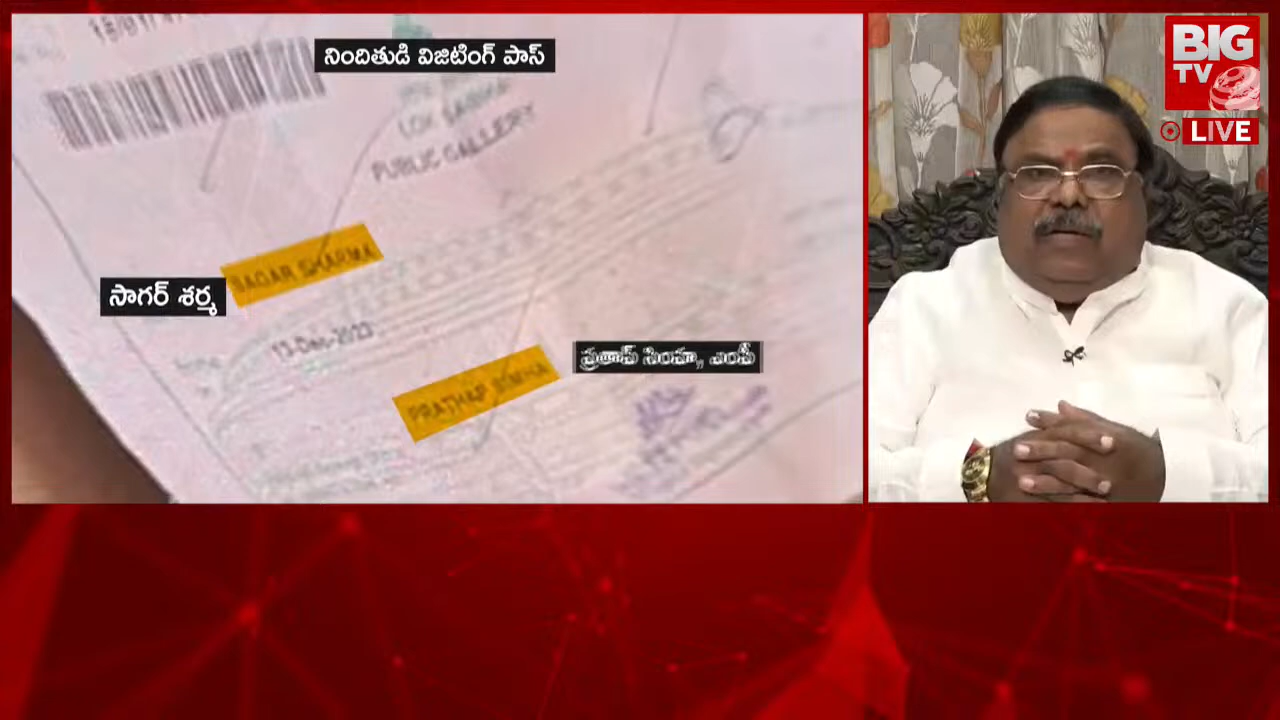 నిందితుడి విజిటింగ్ పాస్
BIG
TV
LIVE
LOK SABHA
PUBLIC GALLERY
SAGAR SHARMA
సాగర్ శర్మ
13-Dec-2023
ప్రతాప్ సింహా, ఎంపీ
PRATHAP SIMHA